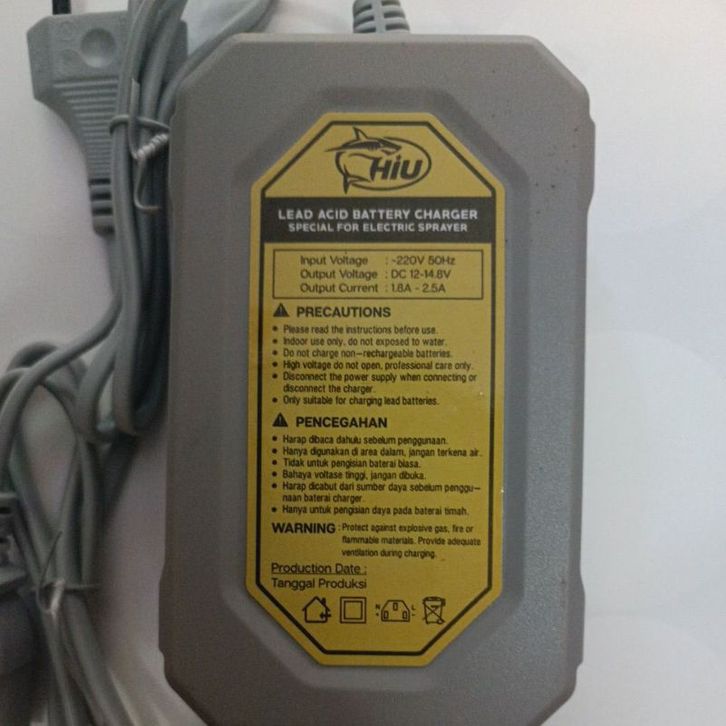 HIU
LEAD ACID BATTERY CHARGER
SPECIAL FOR ELECTRIC SPRAYER
Input Voltage : ~220V 50Hz
Output Voltage : DC 12-14.8V
Output Current : 1.8A - 2.5A
PRECAUTIONS
• Please read the instructions before use.
• Indoor use only, do not exposed to water.
• Do not charge non-rechargeable batteries.
• High voltage do not open, professional care only.
• Disconnect the power supply when connecting or
disconnect the charger.
• Only suitable for charging lead batteries.
PENCEGAHAN
• Harap dibaca dahulu sebelum penggunaan.
• Hanya digunakan di area dalam, jangan terkena air.
• Tidak untuk pengisian baterai biasa.
• Bahaya voltase tinggi, jangan dibuka.
• Harap dicabut dari sumber daya sebelum penggu-
naan baterai charger.
• Hanya untuk pengisian daya pada baterai timah.
WARNING : Protect against explosive gas, fire or
flammable materials. Provide adequate
ventilation during charging.
Production Date :
Tanggal Produksi
N L